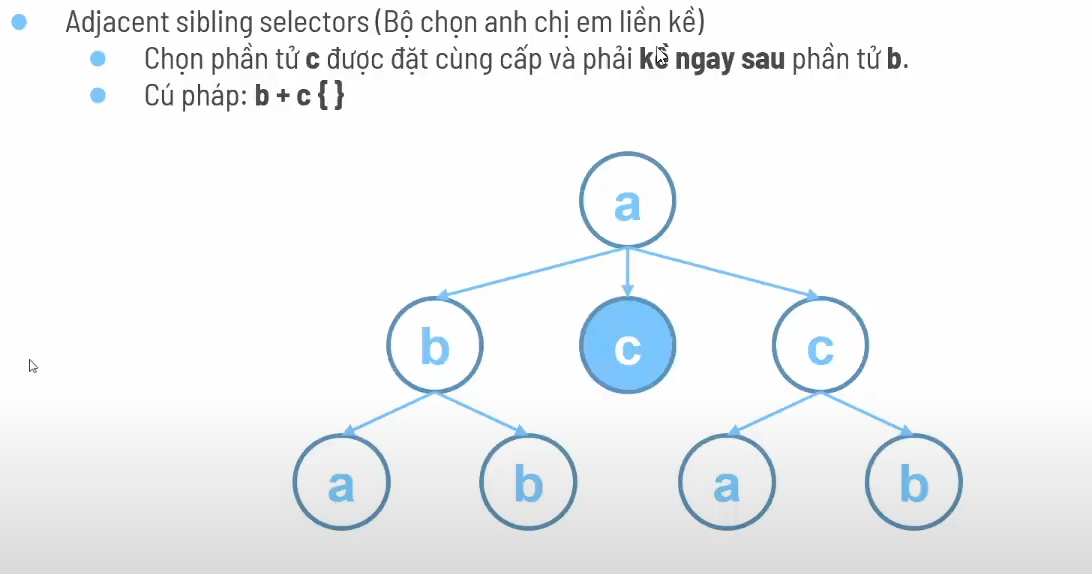 Adjacent sibling selectors (Bộ chọn anh chị em liền kề)
Chọn phần tử c được đặt cùng cấp và phải kề ngay sau phần tử b.
Cú pháp: b + c { }
a
b c c
a b a b